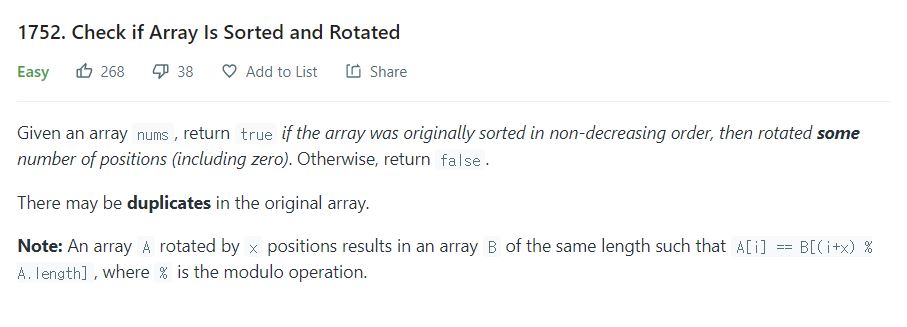 1752. Check if Array Is Sorted and Rotated
Easy 268 38 Add to List Share
Given an array nums , return true if the array was originally sorted in non-decreasing order, then rotated some
number of positions (including zero). Otherwise, return false .
There may be duplicates in the original array.
Note: An array A rotated by x positions results in an array B of the same length such that A[i] == B[(i+x) %
A.length] , where % is the modulo operation.